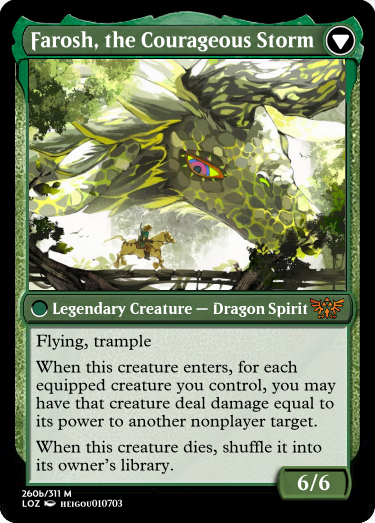 Farosh, the Courageous Storm
Legendary Creature — Dragon Spirit
Flying, trample
When this creature enters, for each
equipped creature you control, you may
have that creature deal damage equal to
its power to another nonplayer target.
When this creature dies, shuffle it into
its owner's library.
6/6
260b/311 M
LOZ HEIGOU010703